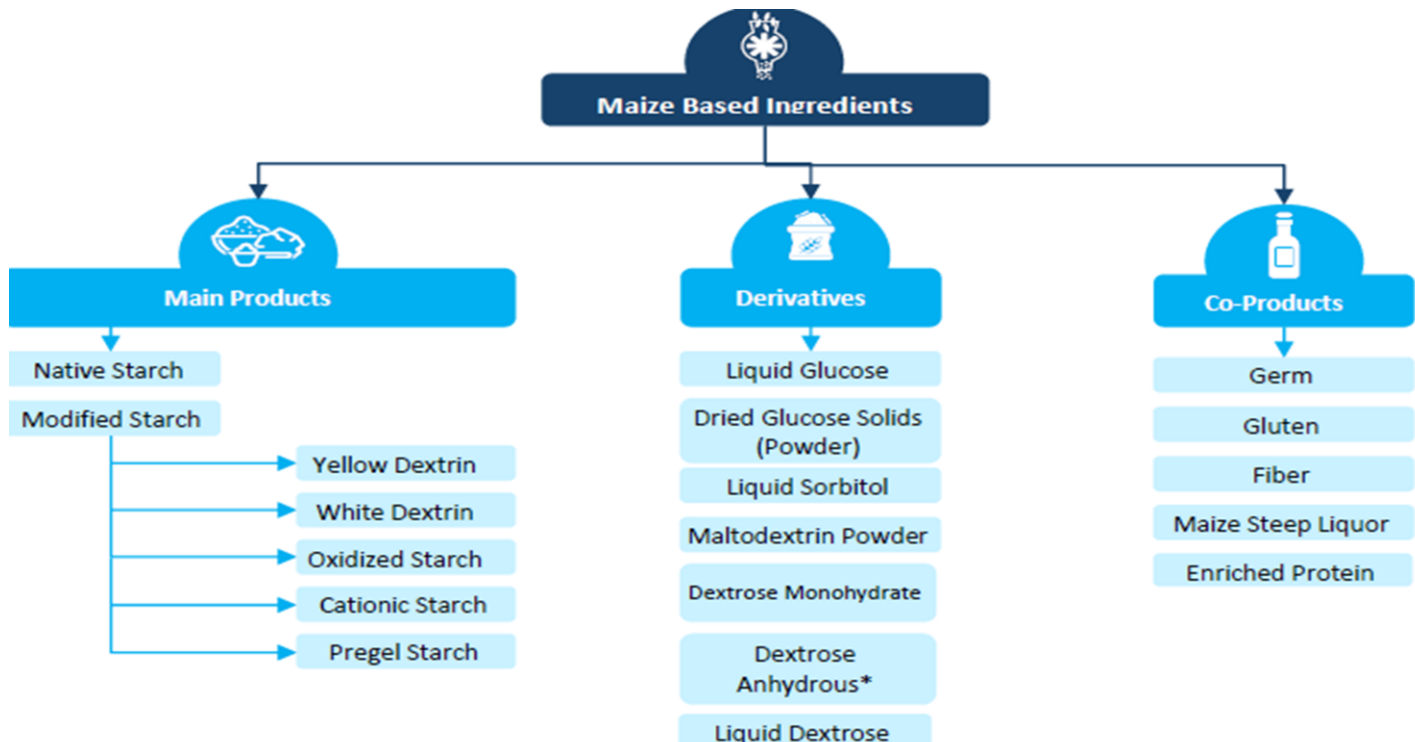 Maize Based Ingredients
Main Products
Native Starch
Modified Starch
Yellow Dextrin
White Dextrin
Oxidized Starch
Cationic Starch
Pregel Starch
Derivatives
Liquid Glucose
Dried Glucose Solids
(Powder)
Liquid Sorbitol
Maltodextrin Powder
Dextrose Monohydrate
Dextrose
Anhydrous*
Liquid Dextrose
Co-Products
Germ
Gluten
Fiber
Maize Steep Liquor
Enriched Protein